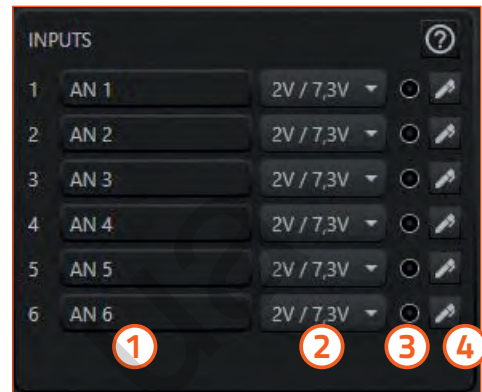 INPUTS ?
1 AN 1 2V / 7,3V
2 AN 2 2V / 7,3V
3 AN 3 2V / 7,3V
4 AN 4 2V / 7,3V
5 AN 5 2V / 7,3V
6 AN 6 2V / 7,3V
1 2 3 4